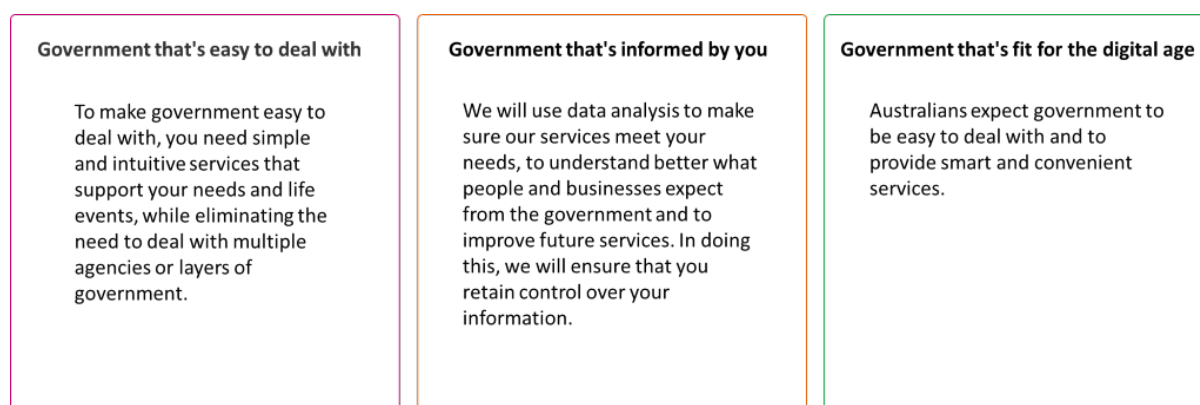 Government that's easy to deal with
To make government easy to
deal with, you need simple
and intuitive services that
support your needs and life
events, while eliminating the
need to deal with multiple
agencies or layers of
government.
Government that's informed by you
We will use data analysis to make
sure our services meet your
needs, to understand better what
people and businesses expect
from the government and to
improve future services. In doing
this, we will ensure that you
retain control over your
information.
Government that's fit for the digital age
Australians expect government to
be easy to deal with and to
provide smart and convenient
services.